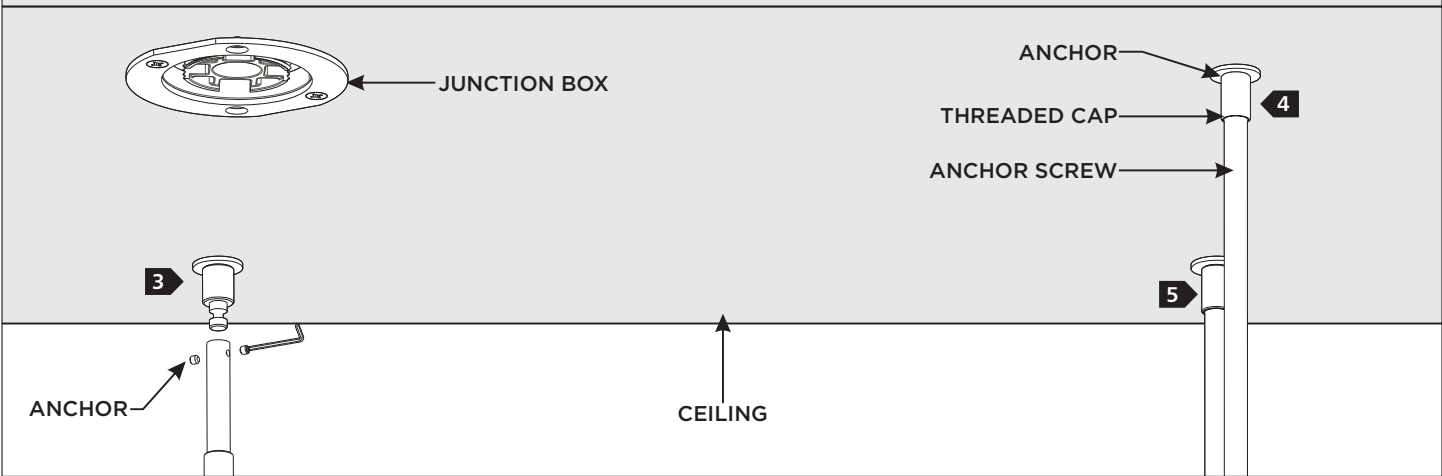 JUNCTION BOX
ANCHOR
THREADED CAP
4
ANCHOR SCREW
3
5
ANCHOR
CEILING